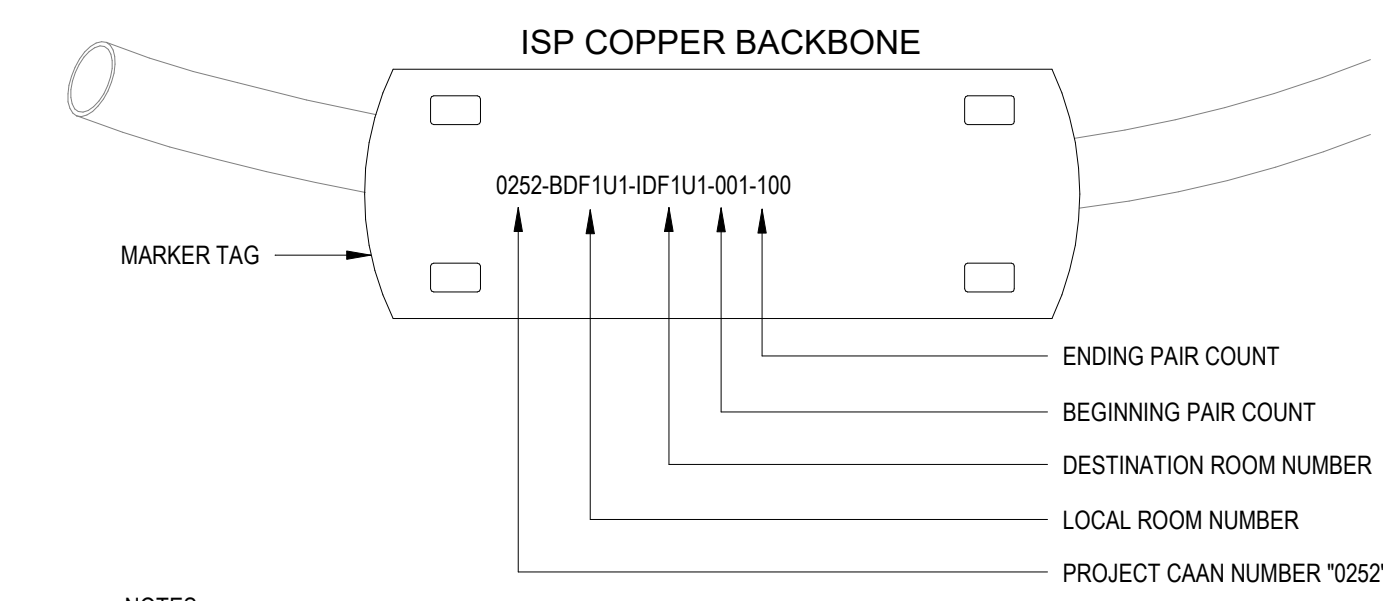 ISP COPPER BACKBONE
0252-BDF1U1-IDF1U1-001-100
MARKER TAG
ENDING PAIR COUNT
BEGINNING PAIR COUNT
DESTINATION ROOM NUMBER
LOCAL ROOM NUMBER
PROJECT CAAN NUMBER "0252"
NOTES